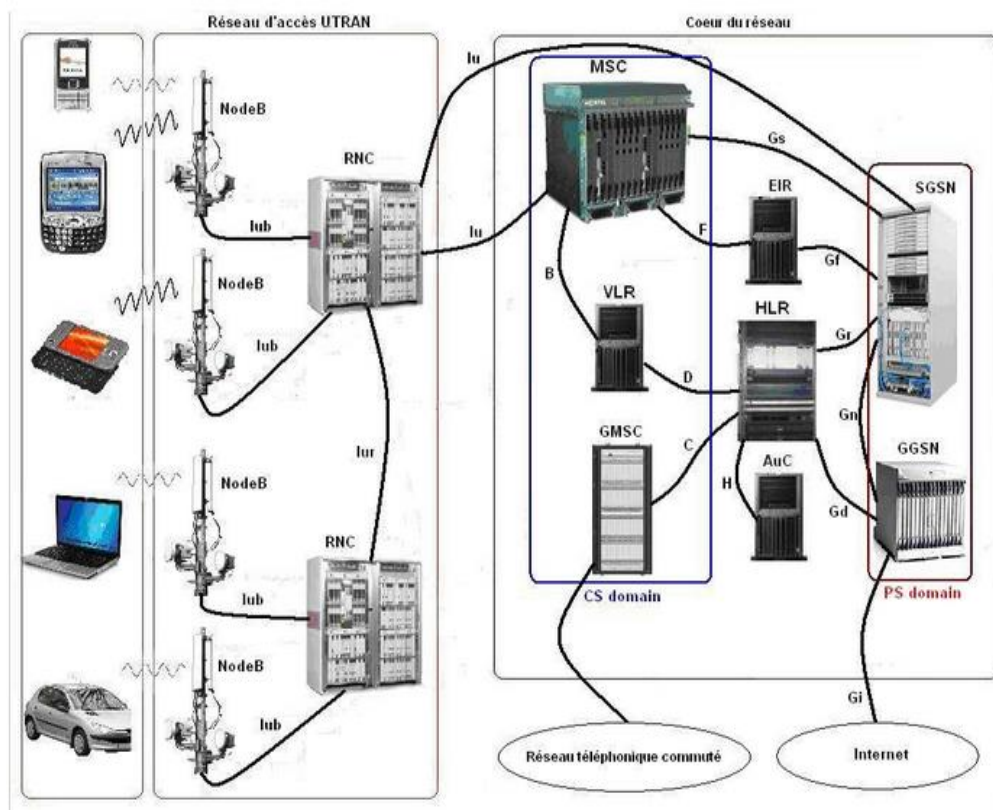 Réseau d'accès UTRAN
Coeur du réseau
NodeB
RNC
Iub
NodeB
Iub
Iur
NodeB
RNC
Iub
NodeB
Iub
Iu
Iu
MSC
Gs
EIR
SGSN
F
Gf
B
VLR
HLR
Gr
D
Gn
GMSC
C
GGSN
AuC
H
Gd
CS domain
PS domain
Gi
Réseau téléphonique commuté
Internet